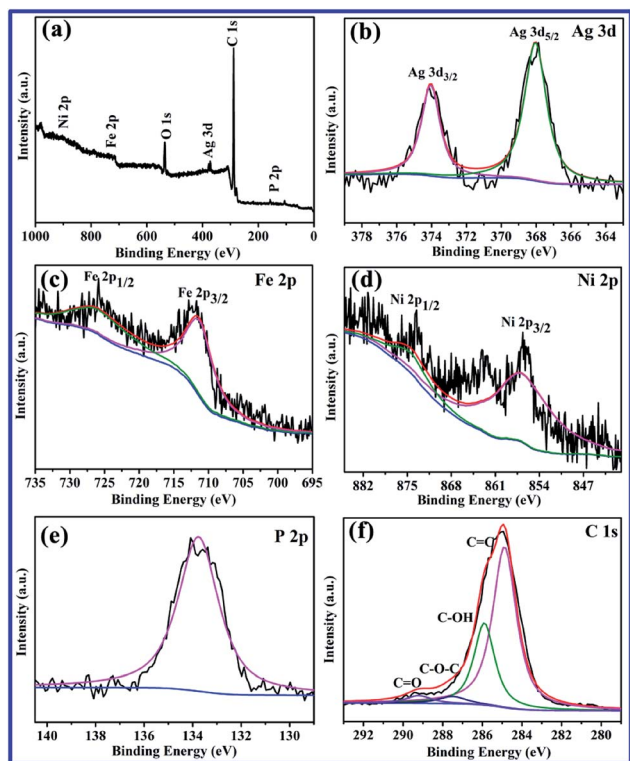 (a)
C 1s
Ni 2p
Fe 2p
O 1s
Ag 3d
P 2p
Intensity (a.u.)
1000 800 600 400 200 0
Binding Energy (eV)
(b)
Ag 3d
Ag 3d5/2
Ag 3d3/2
Intensity (a.u.)
378 376 374 372 370 368 366 364
Binding Energy (eV)
(c)
Fe 2p
Fe 2p1/2
Fe 2p3/2
Intensity (a.u.)
735 730 725 720 715 710 705 700 695
Binding Energy (eV)
(d)
Ni 2p
Ni 2p1/2
Ni 2p3/2
Intensity (a.u.)
882 875 868 861 854 847
Binding Energy (eV)
(e)
P 2p
Intensity (a.u.)
140 138 136 134 132 130
Binding Energy (eV)
(f)
C 1s
C=C
C-OH
C-O-C
C=O
Intensity (a.u.)
292 290 288 286 284 282 280
Binding Energy (eV)